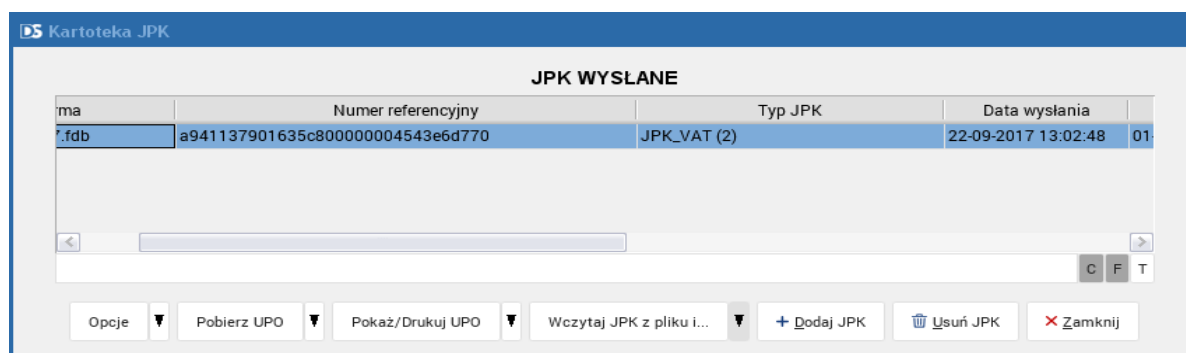 DS Kartoteka JPK
JPK WYSŁANE
rma Numer referencyjny Typ JPK Data wysłania
7.fdb a941137901635c800000004543e6d770 JPK_VAT (2) 22-09-2017 13:02:48 01-
C F T
Opcje Pobierz UPO Pokaż/Drukuj UPO Wczytaj JPK z pliku i... + Dodaj JPK Usuń JPK Zamknij